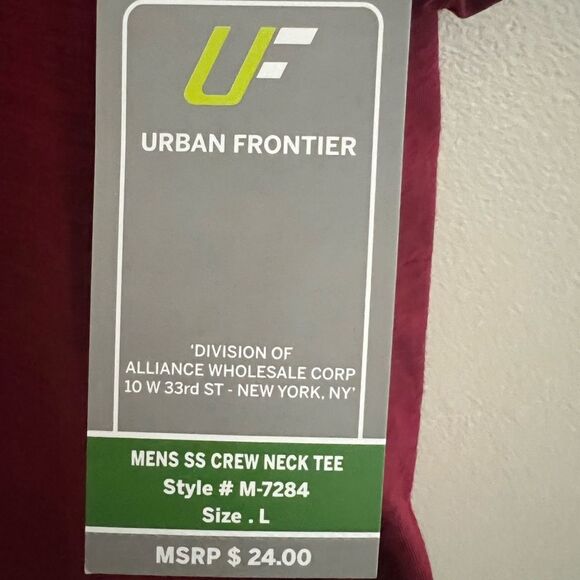 UF
URBAN FRONTIER
'DIVISION OF
ALLIANCE WHOLESALE CORP
10 W 33rd ST - NEW YORK, NY'
MENS SS CREW NECK TEE
Style # M-7284
Size . L
MSRP $ 24.00